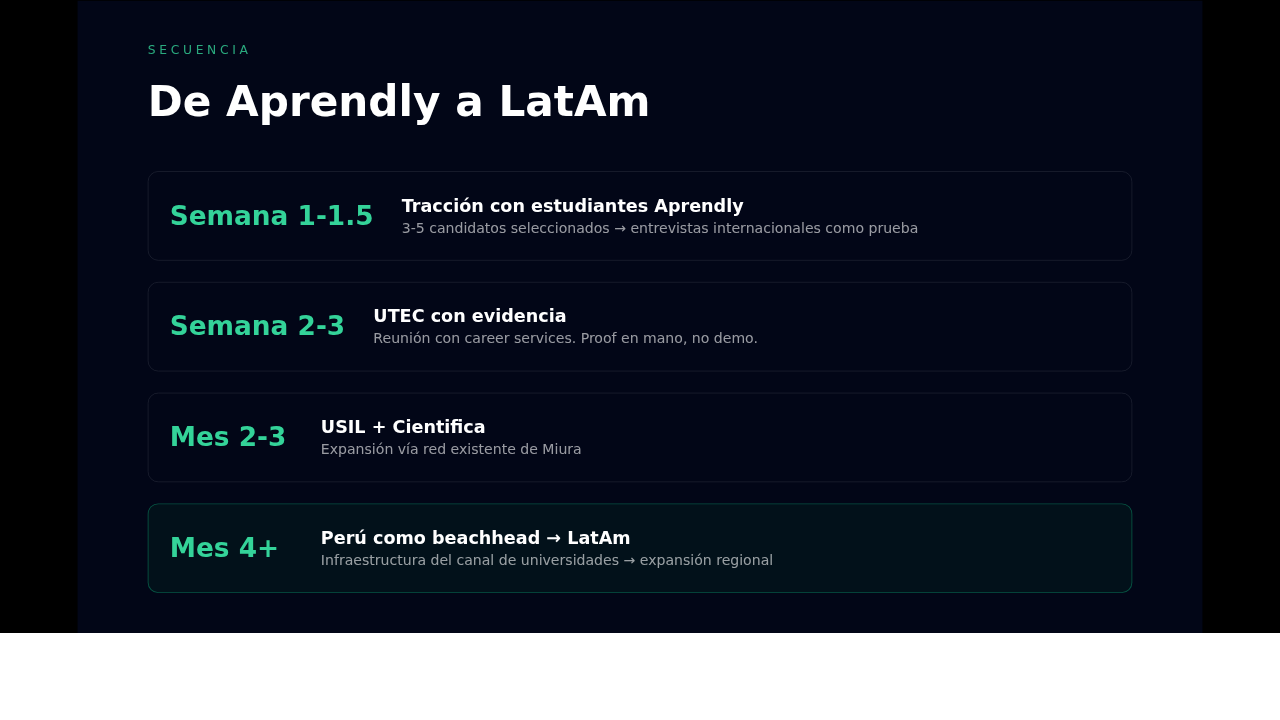 SECUENCIA
De Aprendly a LatAm
Semana 1-1.5
Tracción con estudiantes Aprendly
3-5 candidatos seleccionados → entrevistas internacionales como prueba
Semana 2-3
UTEC con evidencia
Reunión con career services. Proof en mano, no demo.
Mes 2-3
USIL + Cientifica
Expansión vía red existente de Miura
Mes 4+
Perú como beachhead → LatAm
Infraestructura del canal de universidades → expansión regional